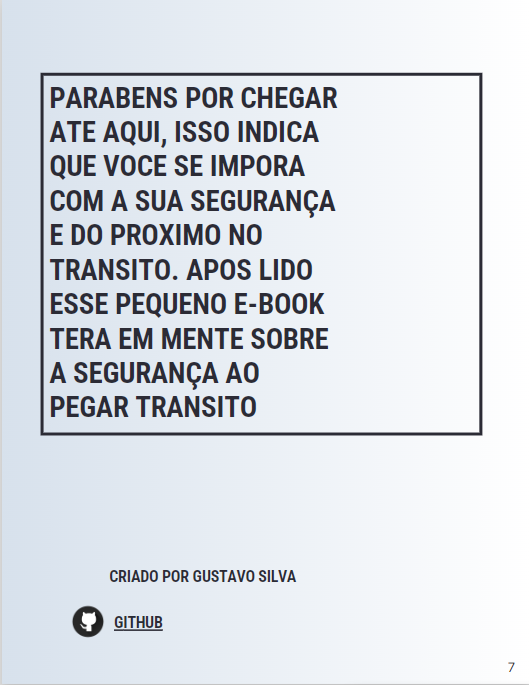 PARABENS POR CHEGAR
ATE AQUI, ISSO INDICA
QUE VOCE SE IMPORA
COM A SUA SEGURANÇA
E DO PROXIMO NO
TRANSITO. APOS LIDO
ESSE PEQUENO E-BOOK
TERA EM MENTE SOBRE
A SEGURANÇA AO
PEGAR TRANSITO
CRIADO POR GUSTAVO SILVA
GITHUB
7